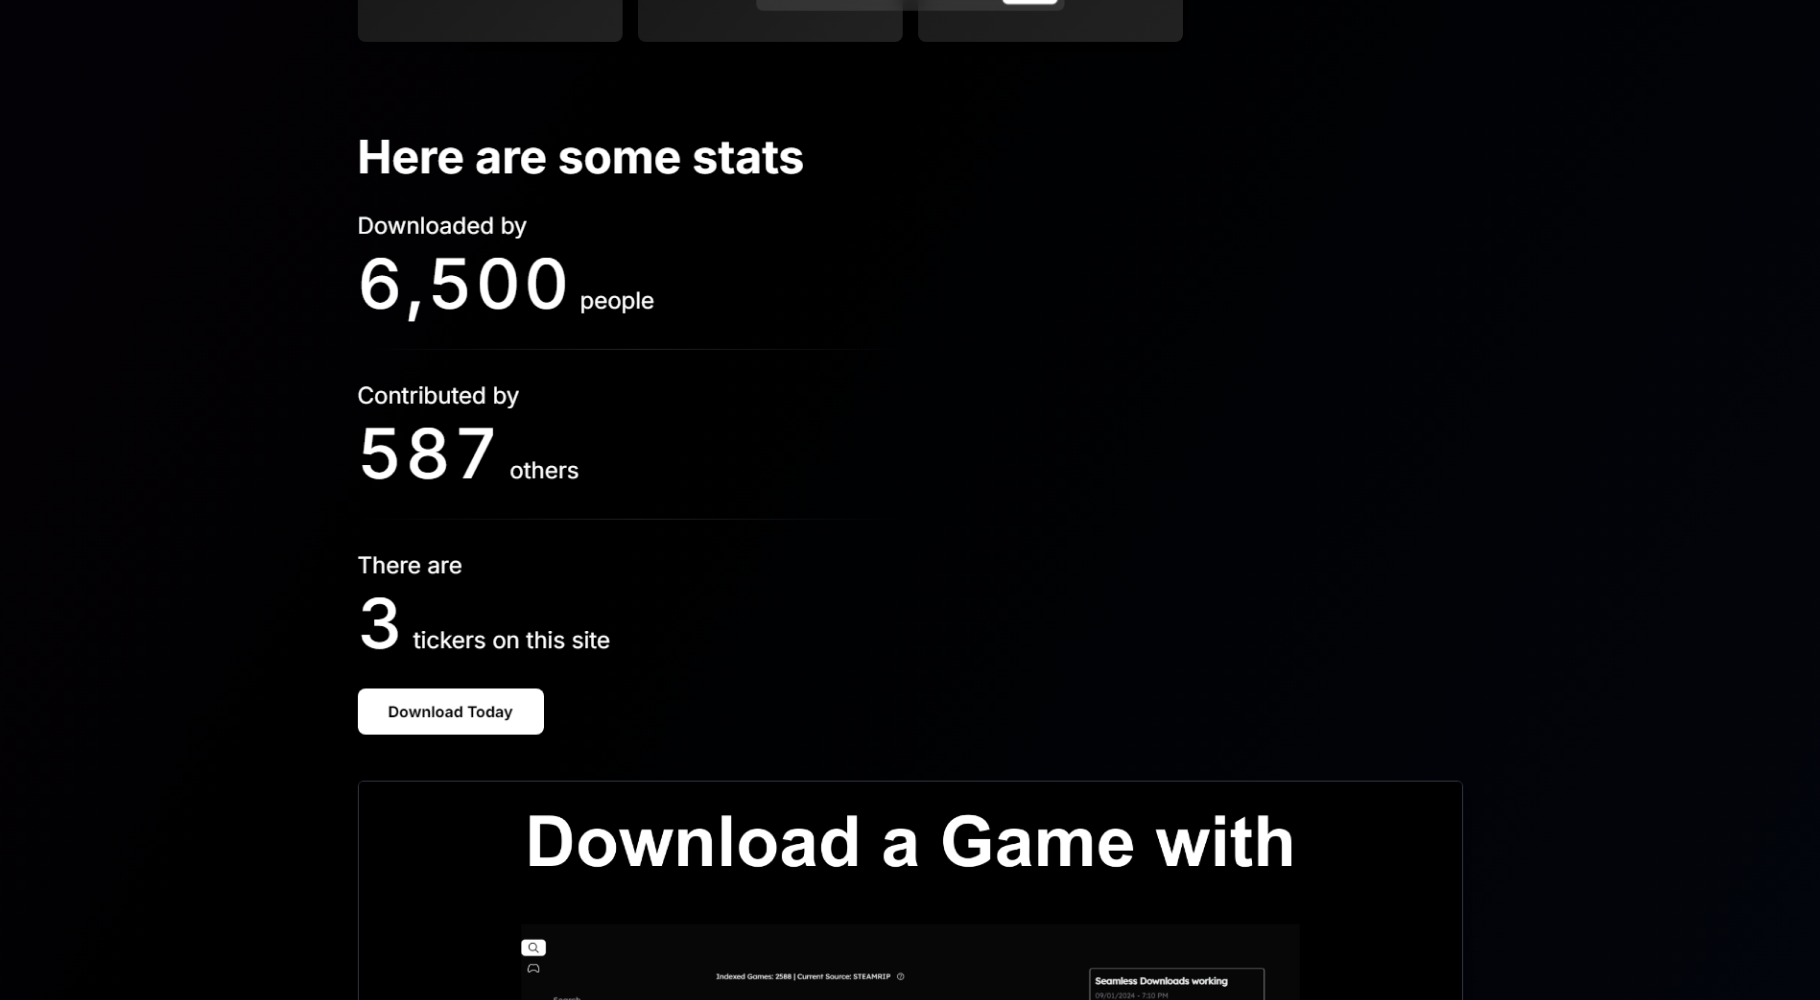 Here are some stats
Downloaded by
6,500 people
Contributed by
587 others
There are
3 tickers on this site
Download Today
Download a Game with
Indexed Games: 2588 | Current Source: STEAMRIP
Seamless Downloads working
09/01/2024 - 7:10 PM